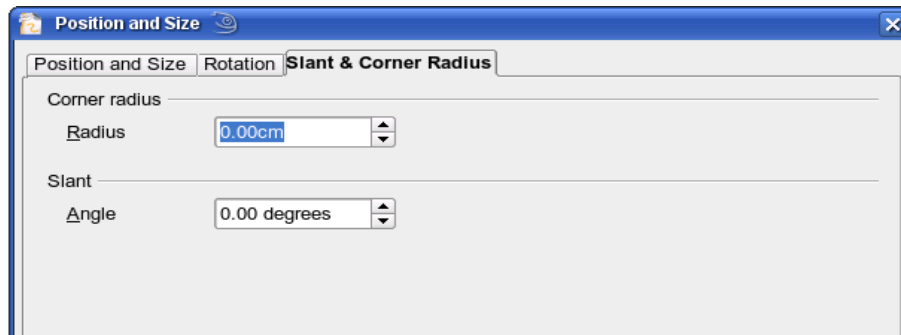 Position and Size
Position and Size Rotation Slant & Corner Radius
Corner radius
Radius 0.00cm
Slant
Angle 0.00 degrees